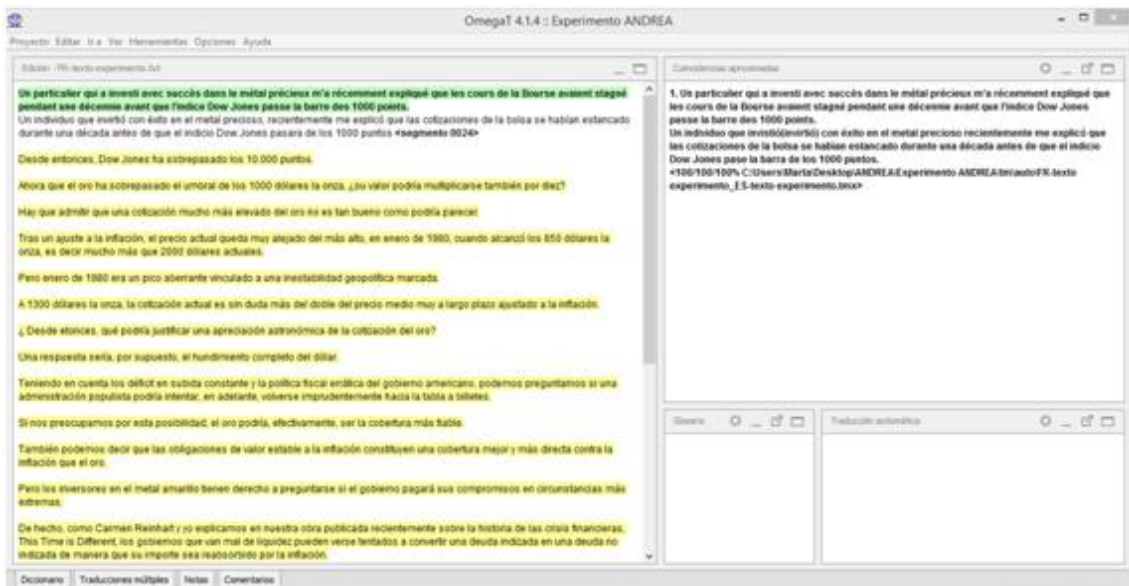 OmegaT 4.1.4 :: Experimento ANDREA
Proyecto Editar Ir a Ver Herramientas Opciones Ayuda
Edición - FR-texto experimento.txt
Un particulier qui a investi avec succès dans le métal précieux m'a récemment expliqué que les cours de la Bourse avaient stagné
pendant une décennie avant que l'indice Dow Jones passe la barre des 1000 points.
Un individuo que invertió con éxito en el metal precioso, recientemente me explicó que las cotizaciones de la bolsa se habían estancado
durante una década antes de que el indicio Dow Jones pasara de los 1000 puntos <segmento 0024>
Desde entonces, Dow Jones ha sobrepasado los 10.000 puntos.
Ahora que el oro ha sobrepasado el umbral de los 1000 dólares la onza, ¿su valor podría multiplicarse también por diez?
Hay que admitir que una cotización mucho más elevado del oro no es tan bueno como podría parecer.
Tras un ajuste a la inflación, el precio actual queda muy alejado del más alto, en enero de 1980, cuando alcanzó los 850 dólares la
onza, es decir mucho más que 2000 dólares actuales.
Pero enero de 1980 era un pico aberrante vinculado a una inestabilidad geopolítica marcada.
A 1300 dólares la onza, la cotización actual es sin duda más del doble del precio medio muy a largo plazo ajustado a la inflación.
¿ Desde etonces, qué podría justificar una apreciación astronómica de la cotización del oro?
Una respuesta sería, por supuesto, el hundimiento completo del dólar.
Teniendo en cuenta los déficit en subida constante y la política fiscal errática del gobierno americano, podemos preguntarnos si una
administración populista podría intentar, en adelante, volverse imprudentemente hacia la tabla a billetes.
Si nos preocupamos por esta posibilidad, el oro podría, efectivamente, ser la cobertura más fiable.
También podemos decir que las obligaciones de valor estable a la inflación constituyen una cobertura mejor y más directa contra la
inflación que el oro.
Pero los inversores en el metal amarillo tienen derecho a preguntarse si el gobierno pagará sus compromisos en circunstancias más
extremas.
De hecho, como Carmen Reinhart y yo explicamos en nuestra obra publicada recientemente sobre la historia de las crisis financieras,
This Time is Different, los gobiernos que van mal de liquidez pueden verse tentados a convertir una deuda indizada en una deuda no
indizada de manera que su importe sea reabsorbido por la inflación.
Coincidencias aproximadas
1. Un particulier qui a investi avec succès dans le métal précieux m'a récemment expliqué que
les cours de la Bourse avaient stagné pendant une décennie avant que l'indice Dow Jones
passe la barre des 1000 points.
Un individuo que invistió(invirtió) con éxito en el metal precioso recientemente me explicó que
las cotizaciones de la bolsa se habían estancado durante una década antes de que el indicio
Dow Jones pase la barra de los 1000 puntos.
<100/100/100% C:\Users\Marta\Desktop\ANDREA\Experimento ANDREA\tm\auto\FR-texto
experimento_ES-texto experimento.tmx>
Glosario
Traducción automática
Diccionario Traducciones múltiples Notas Comentarios